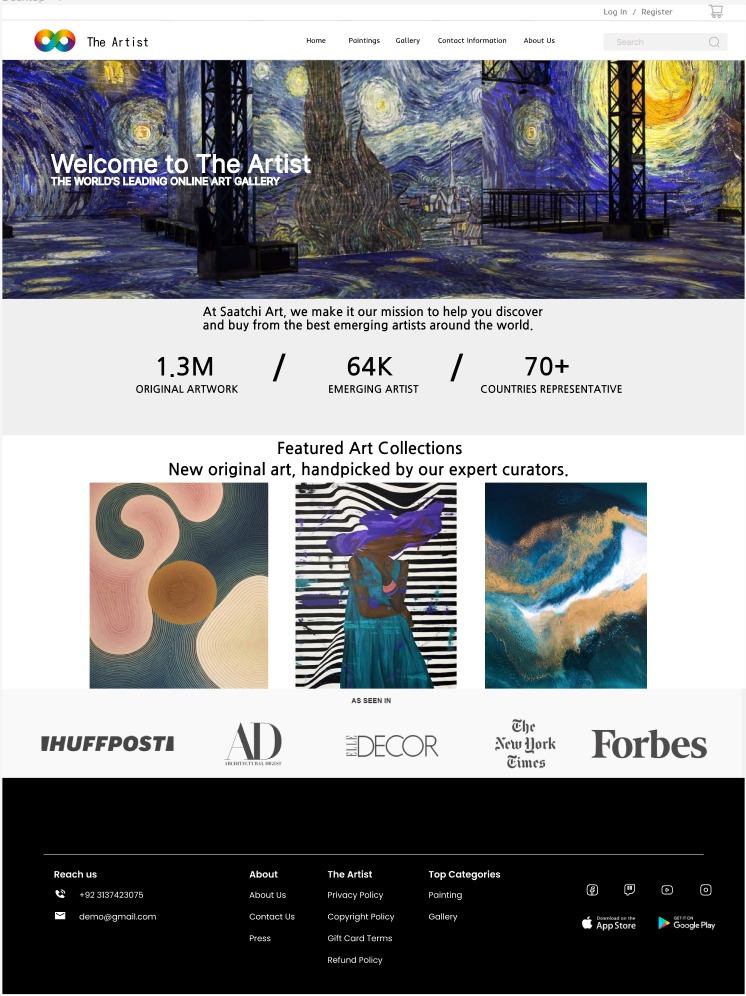 Log In / Register
The Artist
Home Paintings Gallery Contact Information About Us
Search
Welcome to The Artist
THE WORLD'S LEADING ONLINE ART GALLERY
At Saatchi Art, we make it our mission to help you discover
and buy from the best emerging artists around the world.
1.3M / 64K / 70+
ORIGINAL ARTWORK EMERGING ARTIST COUNTRIES REPRESENTATIVE
Featured Art Collections
New original art, handpicked by our expert curators.
AS SEEN IN
HUFFPOST
AD
ARCHITECTURAL DIGEST
ELLE DECOR
The
New York
Times
Forbes
Reach us
+92 3137423075
demo@gmail.com
About
About Us
Contact Us
Press
The Artist
Privacy Policy
Copyright Policy
Gift Card Terms
Refund Policy
Top Categories
Painting
Gallery
Download on the
App Store
GET IT ON
Google Play